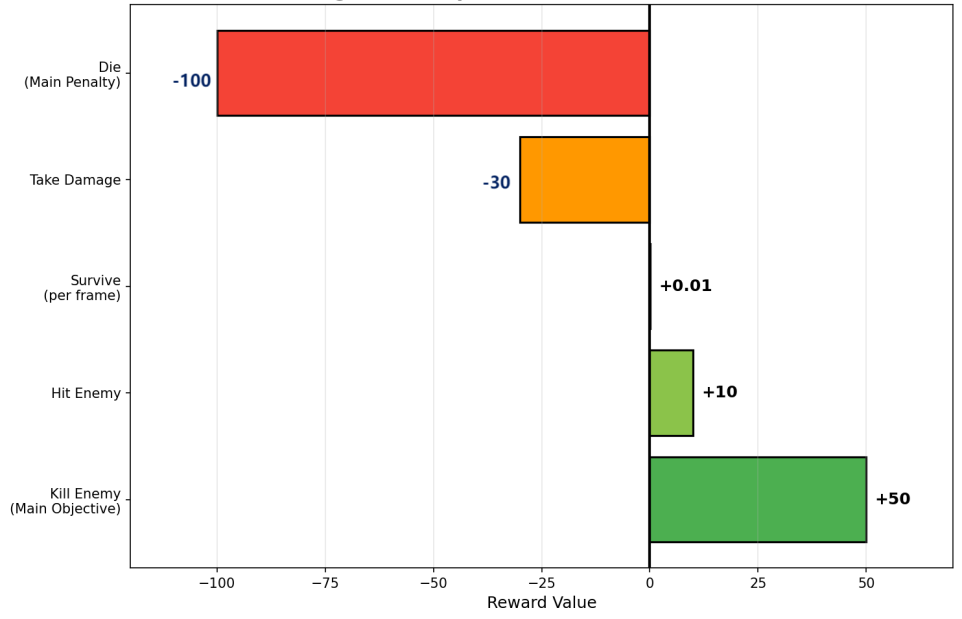 Die
(Main Penalty)
-100
Take Damage
-30
Survive
(per frame)
+0.01
Hit Enemy
+10
Kill Enemy
(Main Objective)
+50
−100
−75
−50
−25
0
25
50
Reward Value